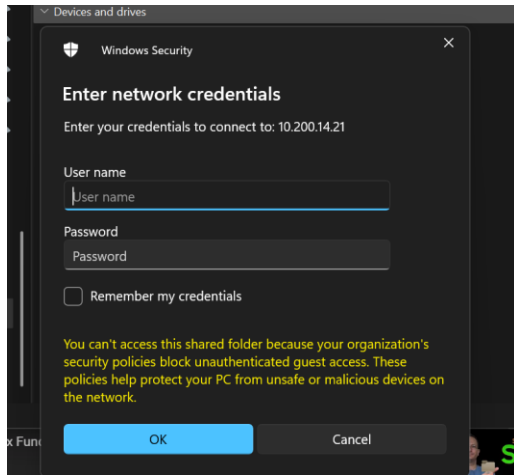 Devices and drives
Windows Security
Enter network credentials
Enter your credentials to connect to: 10.200.14.21
User name
User name
Password
Password
Remember my credentials
You can't access this shared folder because your organization's
security policies block unauthenticated guest access. These
policies help protect your PC from unsafe or malicious devices on
the network.
OK
Cancel